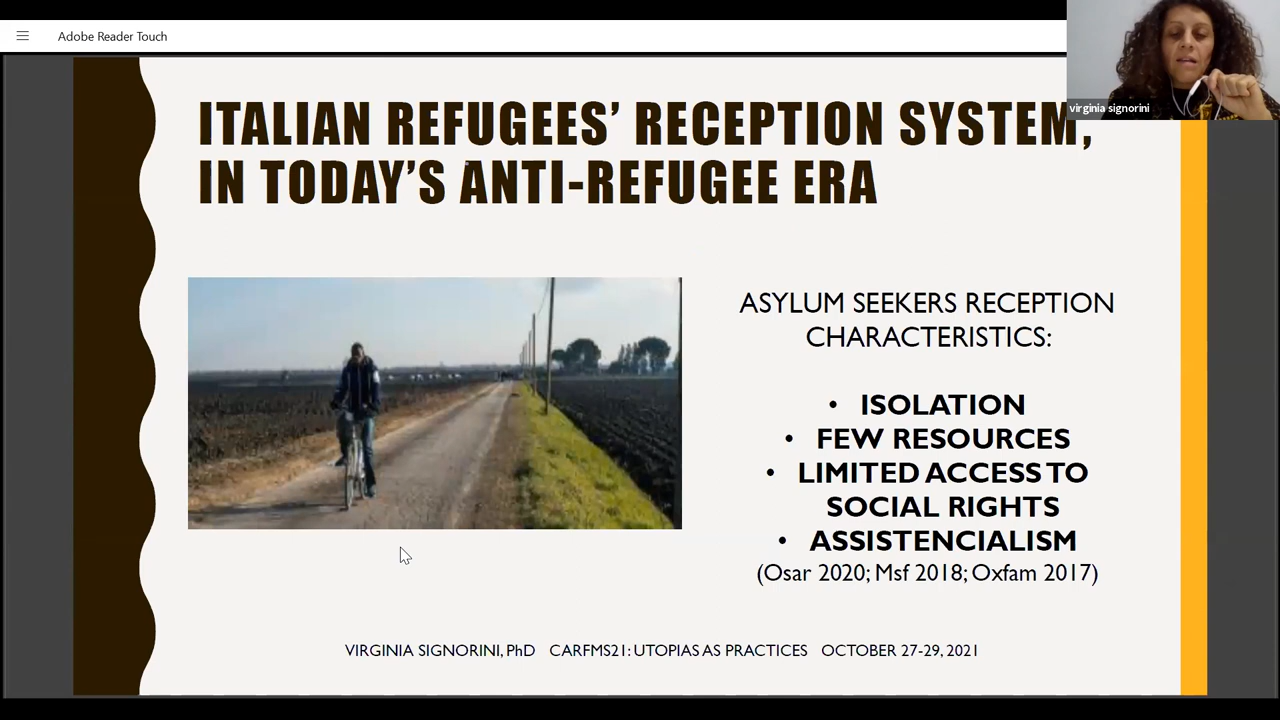 Adobe Reader Touch
virginia signorini
ITALIAN REFUGEES’ RECEPTION SYSTEM,
IN TODAY’S ANTI-REFUGEE ERA
ASYLUM SEEKERS RECEPTION
CHARACTERISTICS:
• ISOLATION
• FEW RESOURCES
• LIMITED ACCESS TO
SOCIAL RIGHTS
• ASSISTENCIALISM
(Osar 2020; Msf 2018; Oxfam 2017)
VIRGINIA SIGNORINI, PhD CARFMS21: UTOPIAS AS PRACTICES OCTOBER 27-29, 2021